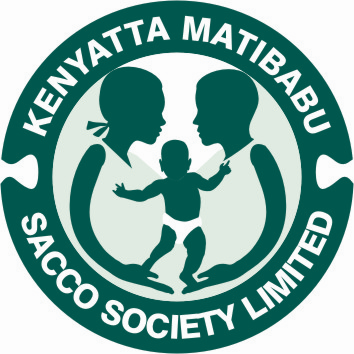 KENYATTA MATIBABU
SACCO SOCIETY LIMITED